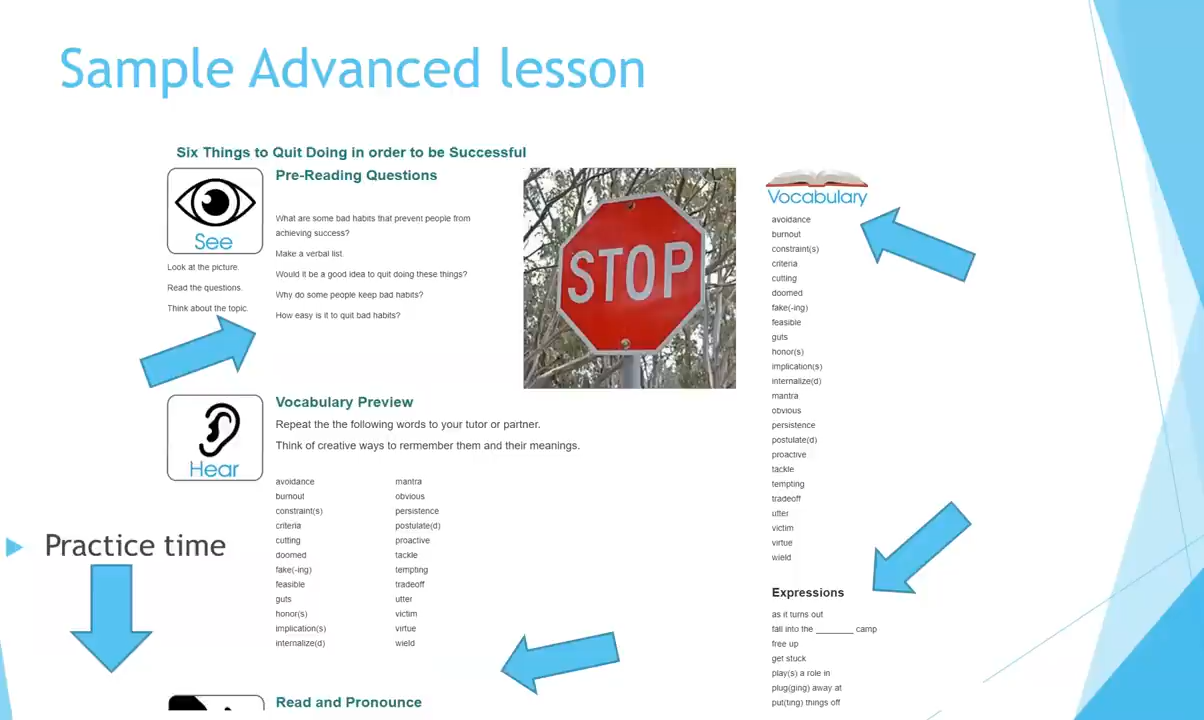 Sample Advanced lesson
Six Things to Quit Doing in order to be Successful
See
Look at the picture.
Read the questions.
Think about the topic.
Pre-Reading Questions
What are some bad habits that prevent people from
achieving success?
Make a verbal list.
Would it be a good idea to quit doing these things?
Why do some people keep bad habits?
How easy is it to quit bad habits?
STOP
Hear
Vocabulary Preview
Repeat the the following words to your tutor or partner.
Think of creative ways to rermember them and their meanings.
avoidance
burnout
constraint(s)
criteria
cutting
doomed
fake(-ing)
feasible
guts
honor(s)
implication(s)
internalize(d)
mantra
obvious
persistence
postulate(d)
proactive
tackle
tempting
tradeoff
utter
victim
virtue
wield
Practice time
Read and Pronounce
Vocabulary
avoidance
burnout
constraint(s)
criteria
cutting
doomed
fake(-ing)
feasible
guts
honor(s)
implication(s)
internalize(d)
mantra
obvious
persistence
postulate(d)
proactive
tackle
tempting
tradeoff
utter
victim
virtue
wield
Expressions
as it turns out
fall into the ________ camp
free up
get stuck
play(s) a role in
plug(ging) away at
put(ting) things off